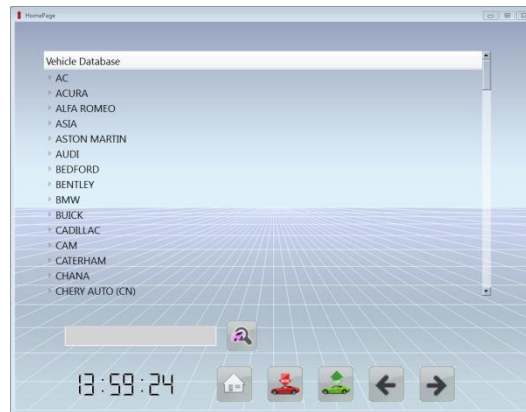 HomePage
Vehicle Database
AC
ACURA
ALFA ROMEO
ASIA
ASTON MARTIN
AUDI
BEDFORD
BENTLEY
BMW
BUICK
CADILLAC
CAM
CATERHAM
CHANA
CHERY AUTO (CN)
13:59:24